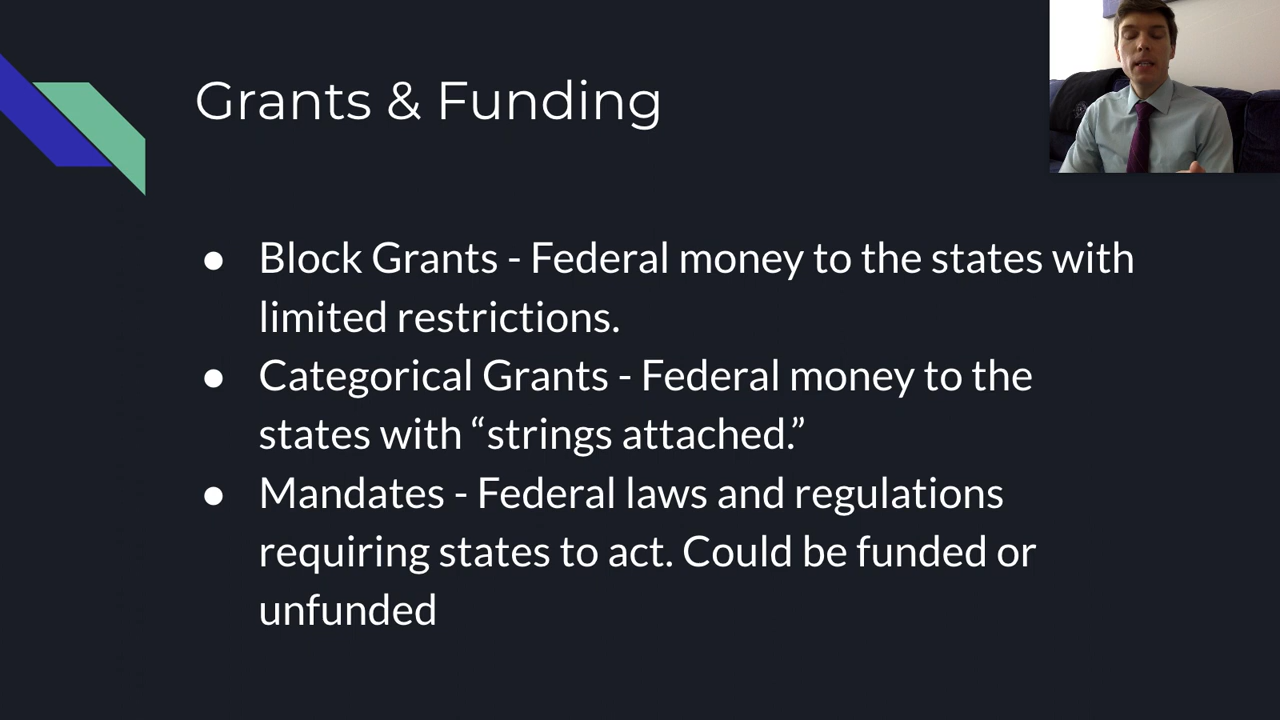 Grants & Funding
● Block Grants - Federal money to the states with
limited restrictions.
● Categorical Grants - Federal money to the
states with “strings attached.”
● Mandates - Federal laws and regulations
requiring states to act. Could be funded or
unfunded